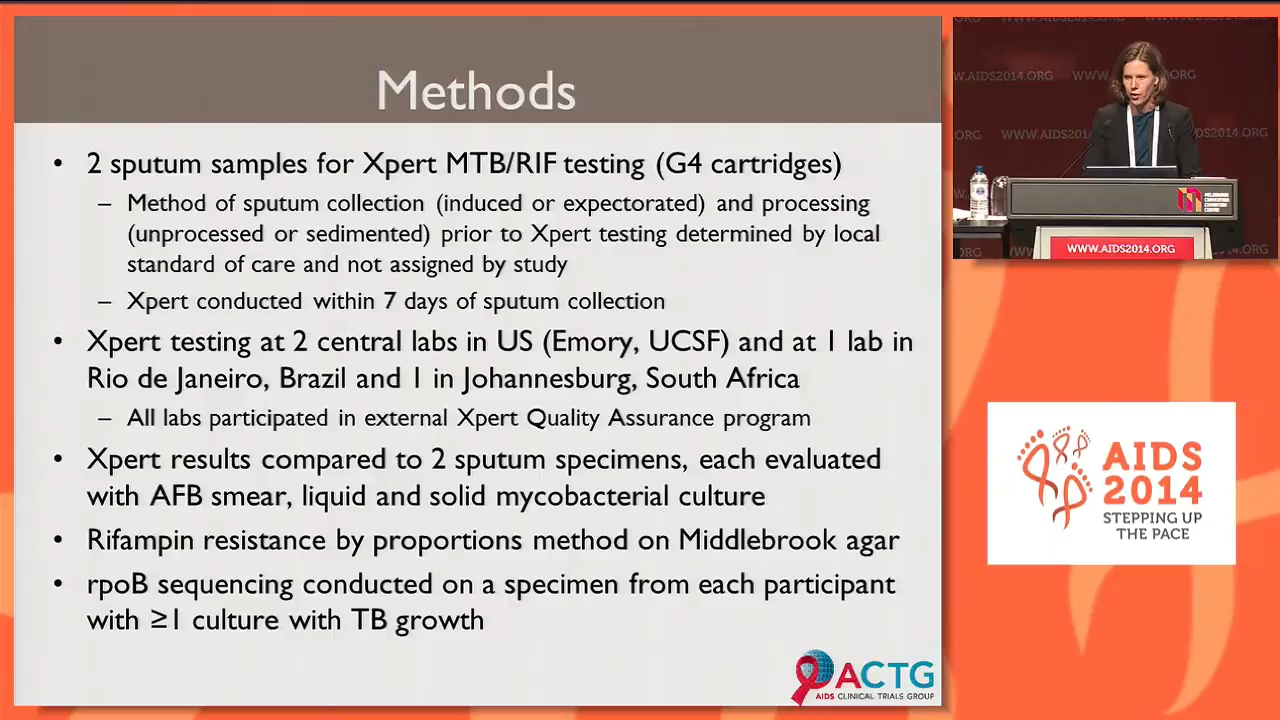 Methods
• 2 sputum samples for Xpert MTB/RIF testing (G4 cartridges)
– Method of sputum collection (induced or expectorated) and processing
(unprocessed or sedimented) prior to Xpert testing determined by local
standard of care and not assigned by study
– Xpert conducted within 7 days of sputum collection
• Xpert testing at 2 central labs in US (Emory, UCSF) and at 1 lab in
Rio de Janeiro, Brazil and 1 in Johannesburg, South Africa
– All labs participated in external Xpert Quality Assurance program
• Xpert results compared to 2 sputum specimens, each evaluated
with AFB smear, liquid and solid mycobacterial culture
• Rifampin resistance by proportions method on Middlebrook agar
• rpoB sequencing conducted on a specimen from each participant
with ≥1 culture with TB growth
ACTG
AIDS CLINICAL TRIALS GROUP
W.AIDS2014.ORG
WWW.AIDS2014.ORG
WWW.AIDS2014.ORG
AIDS
2014
STEPPING UP
THE PACE